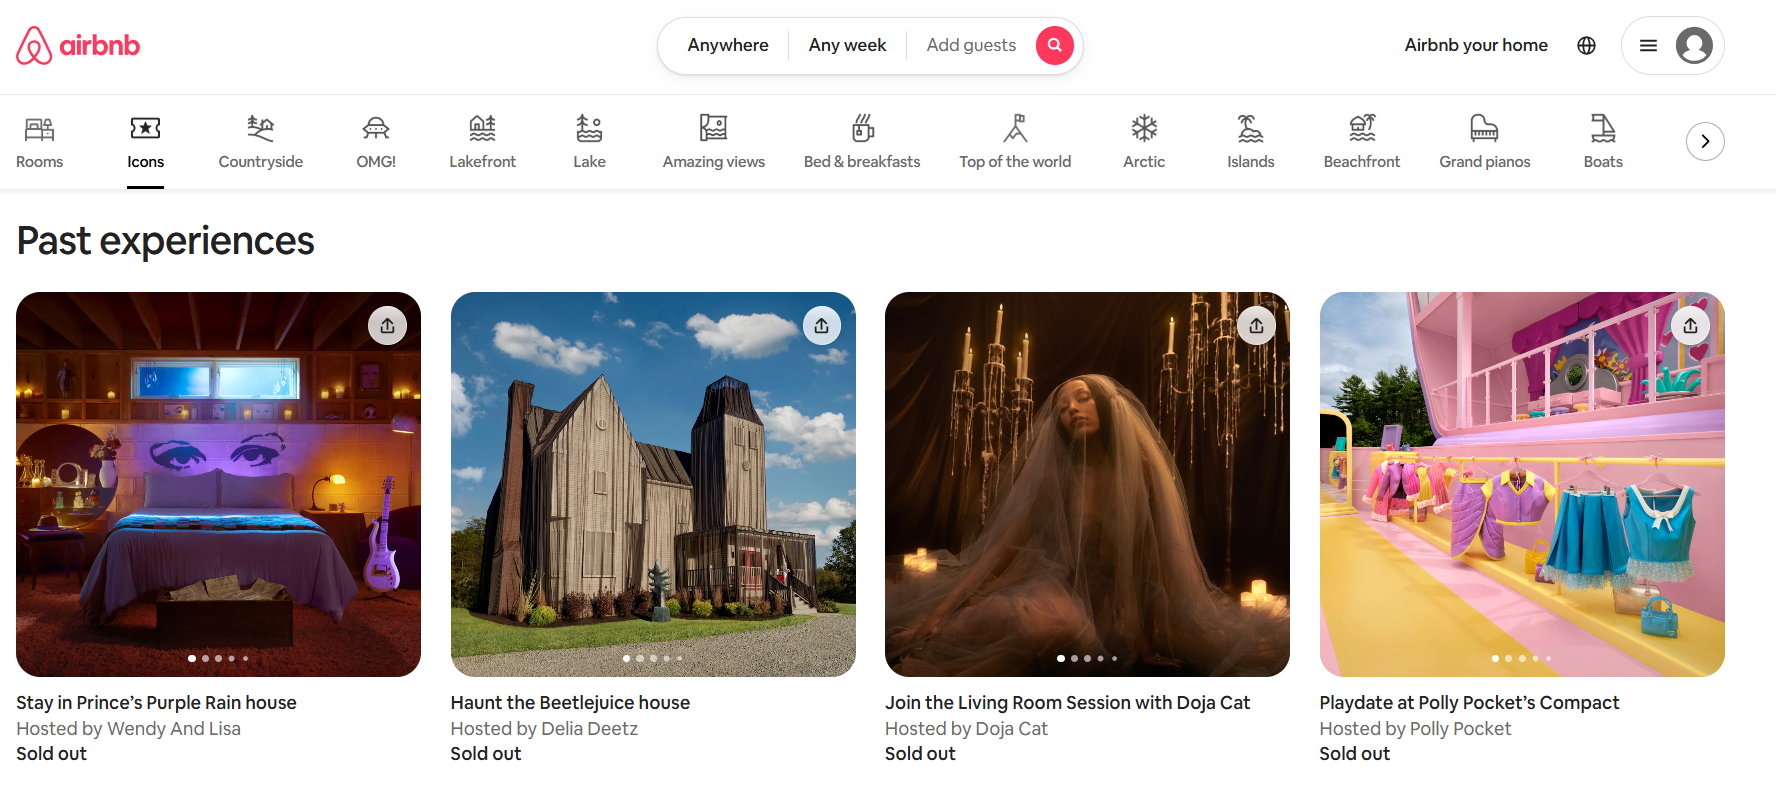 airbnb
Anywhere
Any week
Add guests
Airbnb your home
Rooms
Icons
Countryside
OMG!
Lakefront
Lake
Amazing views
Bed & breakfasts
Top of the world
Arctic
Islands
Beachfront
Grand pianos
Boats
Past experiences
Stay in Prince’s Purple Rain house
Hosted by Wendy And Lisa
Sold out
Haunt the Beetlejuice house
Hosted by Delia Deetz
Sold out
Join the Living Room Session with Doja Cat
Hosted by Doja Cat
Sold out
Playdate at Polly Pocket’s Compact
Hosted by Polly Pocket
Sold out